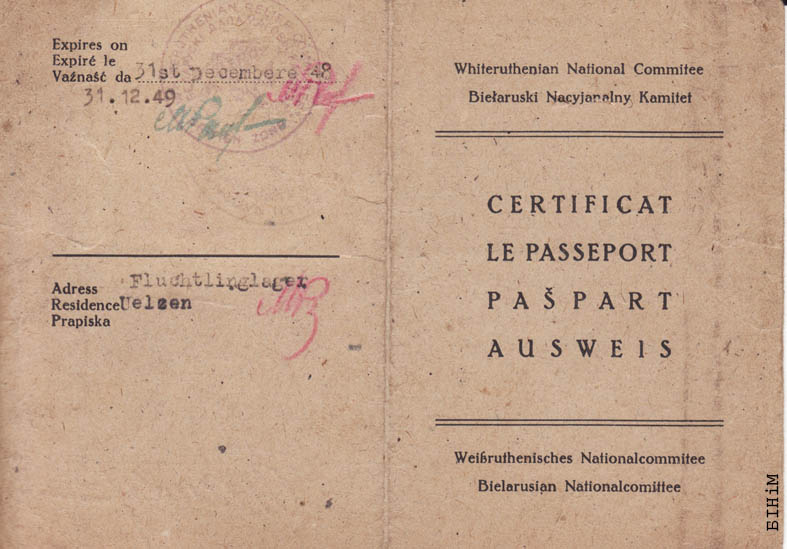 Expires on
Expiré le
Važnaść da 31st pecembere 48
31.12.49
Adress Fluchtlinglager
Residence Uelzen
Prapiska
Whiteruthenian National Commitee
Biełaruski Nacyjanalny Kamitet
CERTIFICAT
LE PASSEPORT
PAŠPART
AUSWEIS
Weißruthenisches Nationalcommitee
Bielarusian Nationalcomittee
БІНіМ